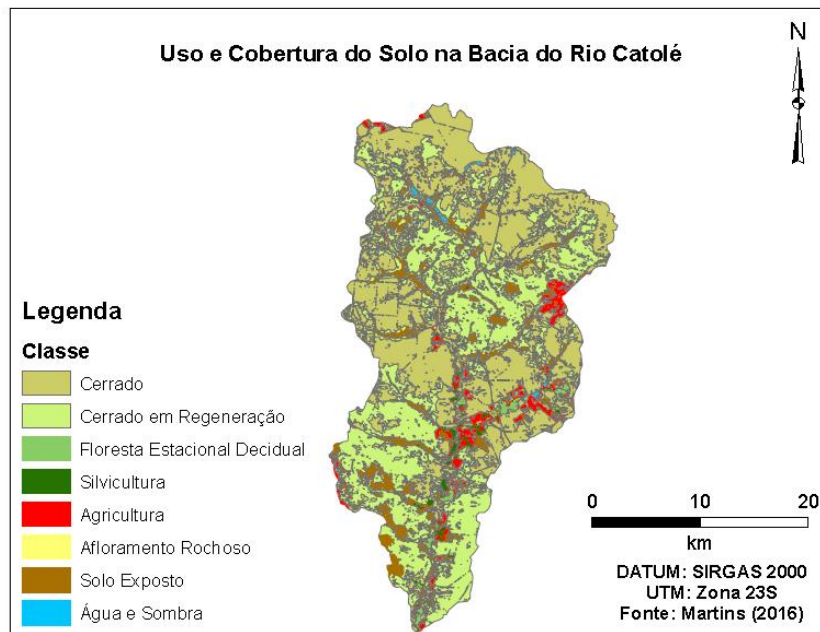 Uso e Cobertura do Solo na Bacia do Rio Catolé
N
Legenda
Classe
Cerrado
Cerrado em Regeneração
Floresta Estacional Decidual
Silvicultura
Agricultura
Afloramento Rochoso
Solo Exposto
Água e Sombra
0 10 20
km
DATUM: SIRGAS 2000
UTM: Zona 23S
Fonte: Martins (2016)